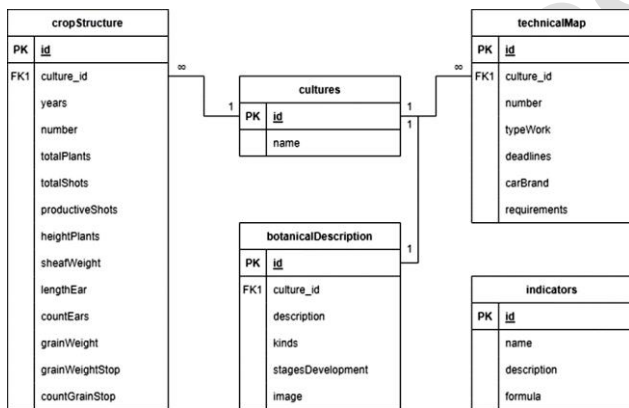 cropStructure
PK id
FK1 culture_id
years
number
totalPlants
totalShots
productiveShots
heightPlants
sheafWeight
lengthEar
countEars
grainWeight
grainWeightStop
countGrainStop
∞
1
cultures
PK id
name
1
1
∞
technicalMap
PK id
FK1 culture_id
number
typeWork
deadlines
carBrand
requirements
botanicalDescription
PK id
FK1 culture_id
description
kinds
stagesDevelopment
image
1
indicators
PK id
name
description
formula